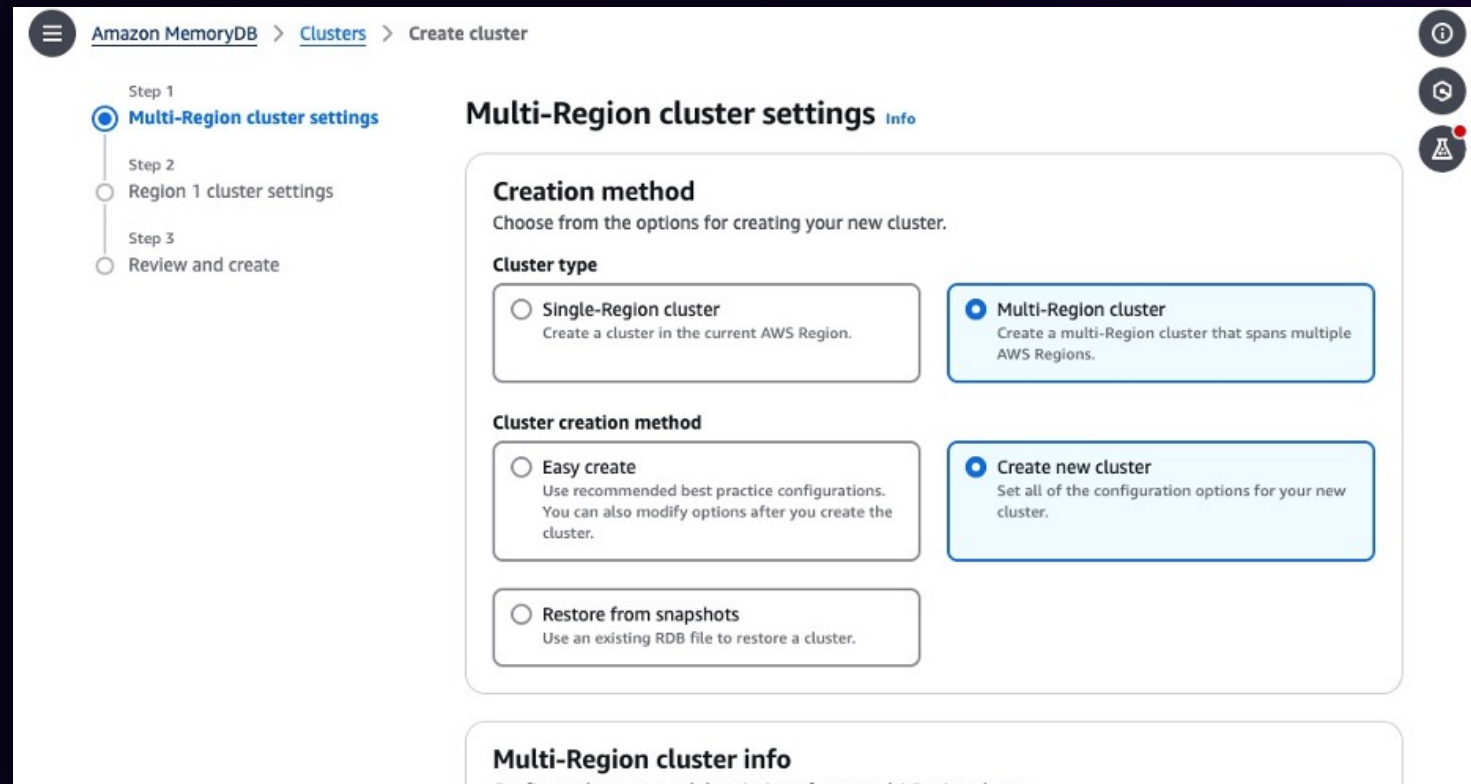 Amazon MemoryDB > Clusters > Create cluster
Step 1
Multi-Region cluster settings
Step 2
Region 1 cluster settings
Step 3
Review and create
Multi-Region cluster settings Info
Creation method
Choose from the options for creating your new cluster.
Cluster type
Single-Region cluster
Create a cluster in the current AWS Region.
Multi-Region cluster
Create a multi-Region cluster that spans multiple
AWS Regions.
Cluster creation method
Easy create
Use recommended best practice configurations.
You can also modify options after you create the
cluster.
Create new cluster
Set all of the configuration options for your new
cluster.
Restore from snapshots
Use an existing RDB file to restore a cluster.
Multi-Region cluster info